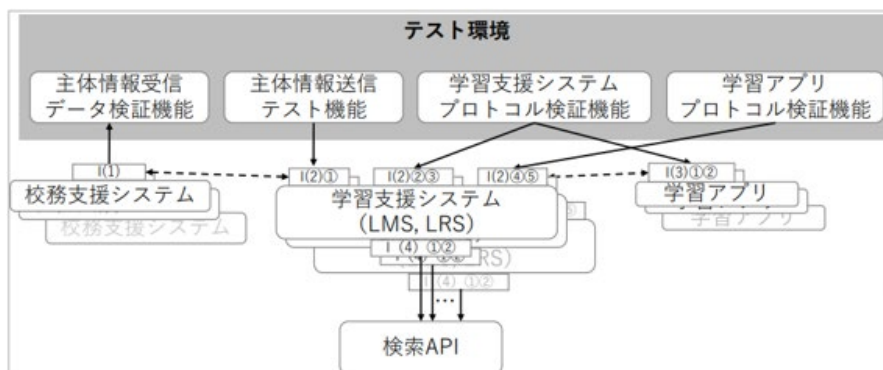 テスト環境
主体情報受信
データ検証機能
主体情報送信
テスト機能
学習支援システム
プロトコル検証機能
学習アプリ
プロトコル検証機能
I(1)
校務支援システム
校務支援システム
I(2)①
I(2)②③
I(2)④⑤
学習支援システム
(LMS, LRS)
I(3)①②
学習アプリ
学習アプリ
I (4) ①②
I (4) ①②
…
検索API